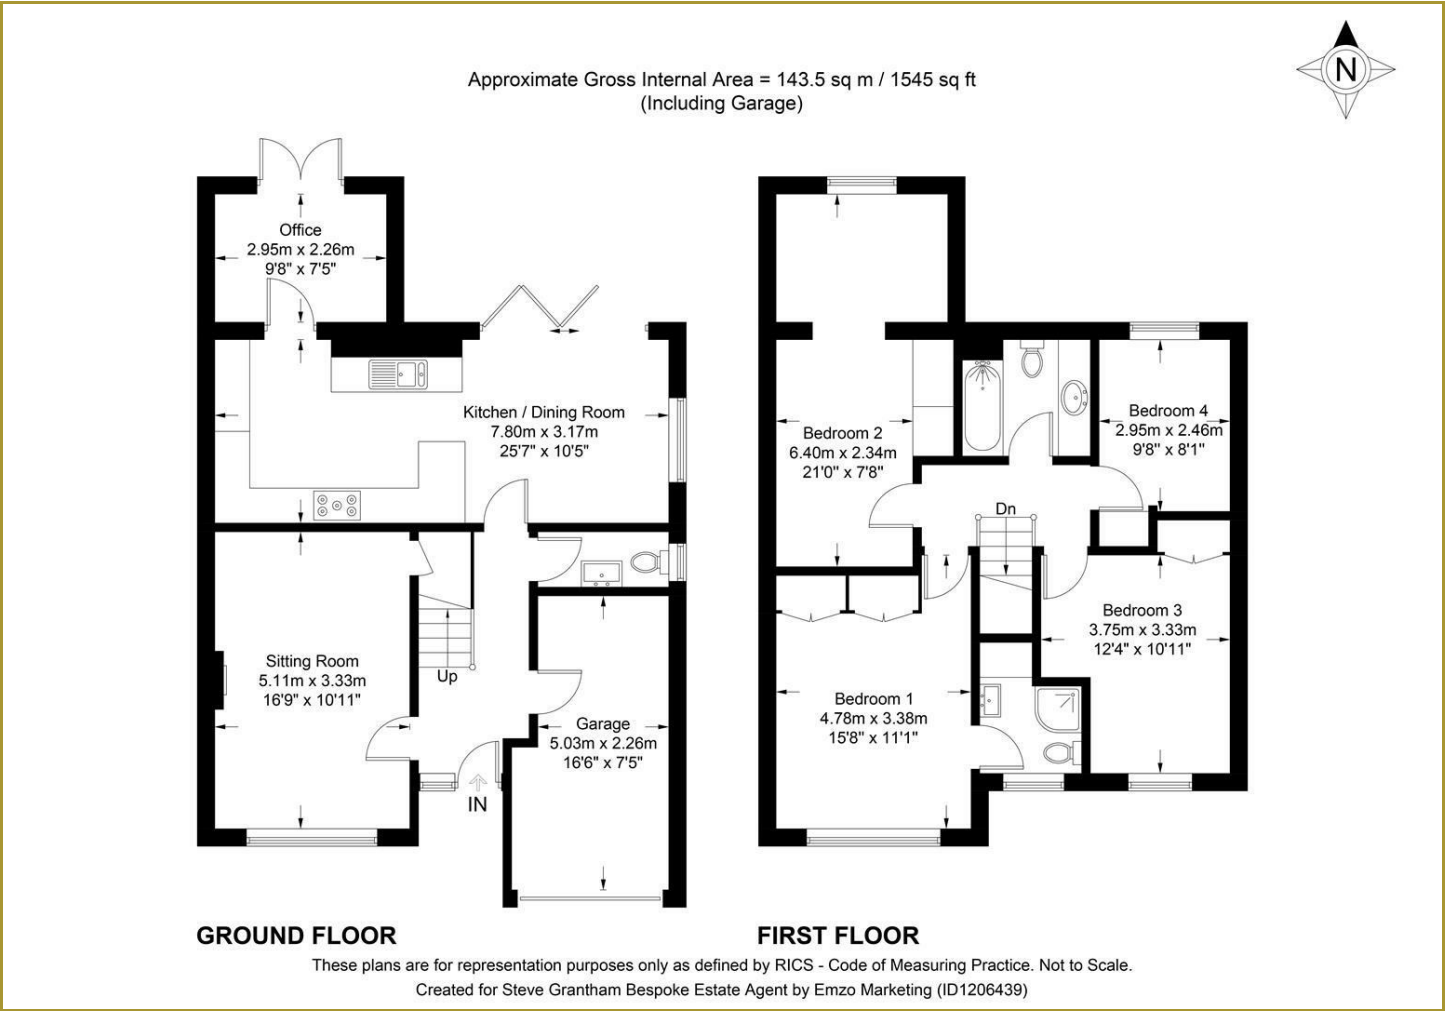 Approximate Gross Internal Area = 143.5 sq m / 1545 sq ft
(Including Garage)
N
Office
2.95m x 2.26m
9'8" x 7'5"
Kitchen / Dining Room
7.80m x 3.17m
25'7" x 10'5"
Sitting Room
5.11m x 3.33m
16'9" x 10'11"
Up
Garage
5.03m x 2.26m
16'6" x 7'5"
IN
GROUND FLOOR
Bedroom 2
6.40m x 2.34m
21'0" x 7'8"
Bedroom 4
2.95m x 2.46m
9'8" x 8'1"
Dn
Bedroom 3
3.75m x 3.33m
12'4" x 10'11"
Bedroom 1
4.78m x 3.38m
15'8" x 11'1"
FIRST FLOOR
These plans are for representation purposes only as defined by RICS - Code of Measuring Practice. Not to Scale.
Created for Steve Grantham Bespoke Estate Agent by Emzo Marketing (ID1206439)